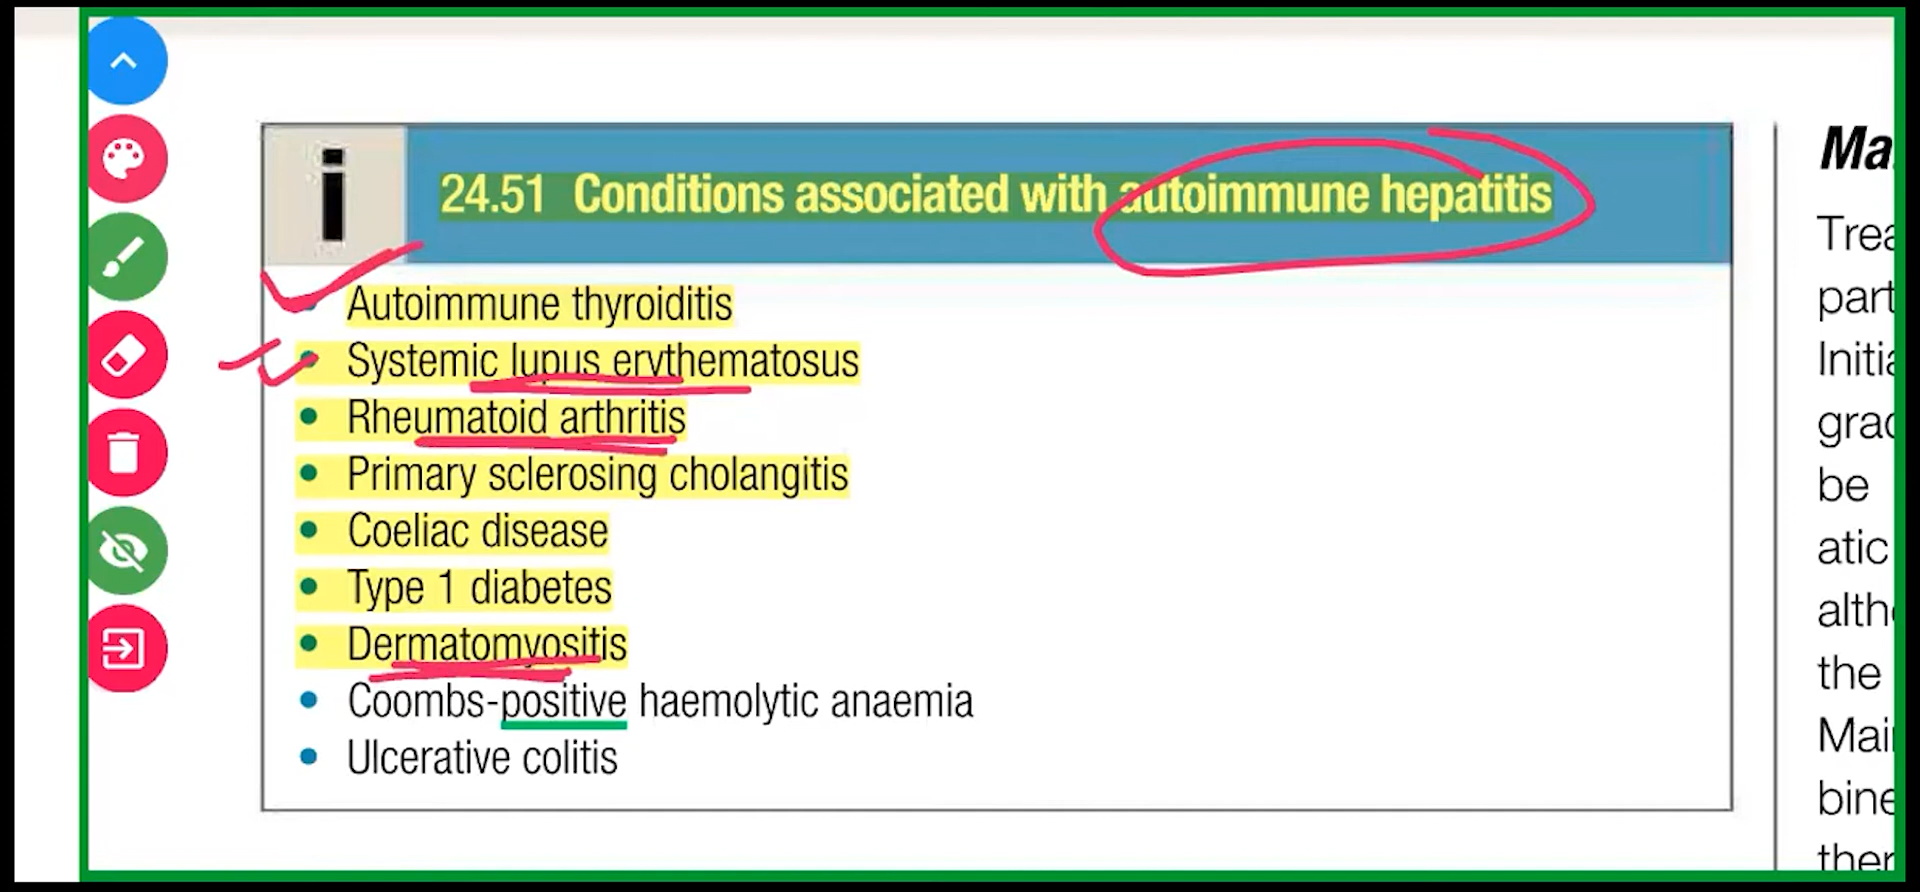 24.51 Conditions associated with autoimmune hepatitis
• Autoimmune thyroiditis
• Systemic lupus erythematosus
• Rheumatoid arthritis
• Primary sclerosing cholangitis
• Coeliac disease
• Type 1 diabetes
• Dermatomyositis
• Coombs-positive haemolytic anaemia
• Ulcerative colitis
Ma
Trea
part
Initia
grad
be
atic
altho
the
Mai
bine
ther